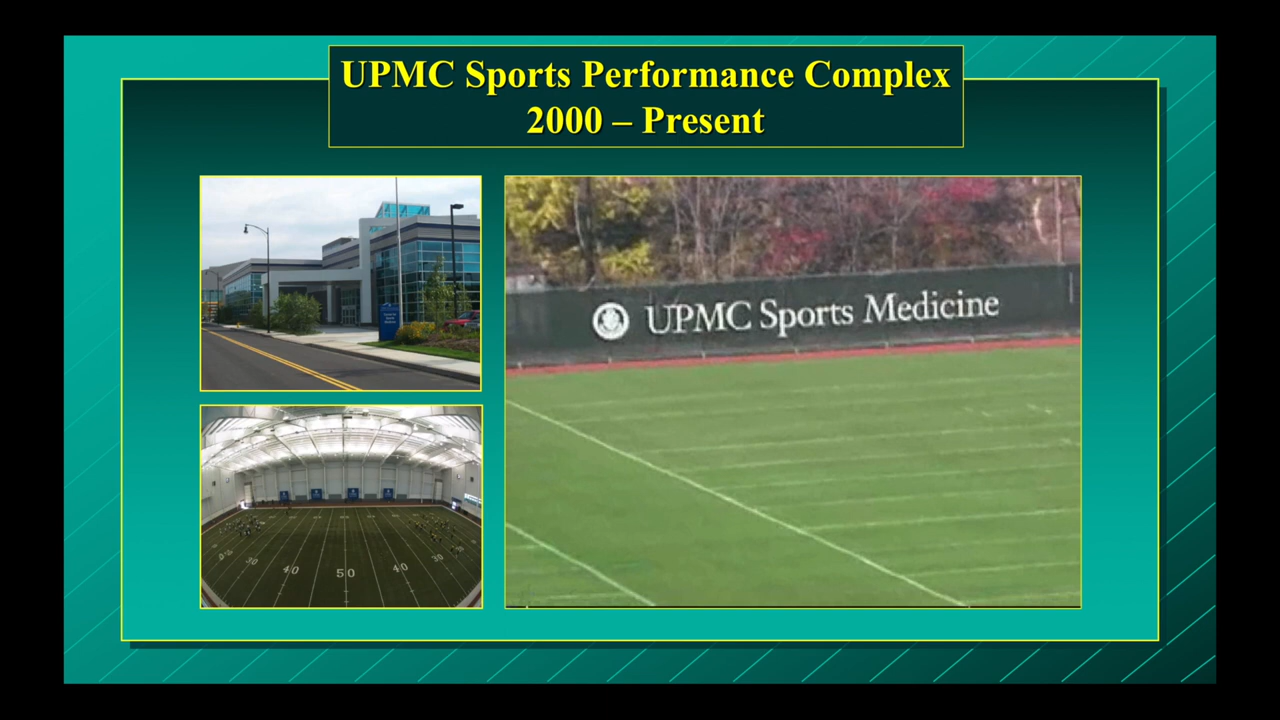 UPMC Sports Performance Complex
2000 – Present
UPMC Sports Medicine
40
50
40